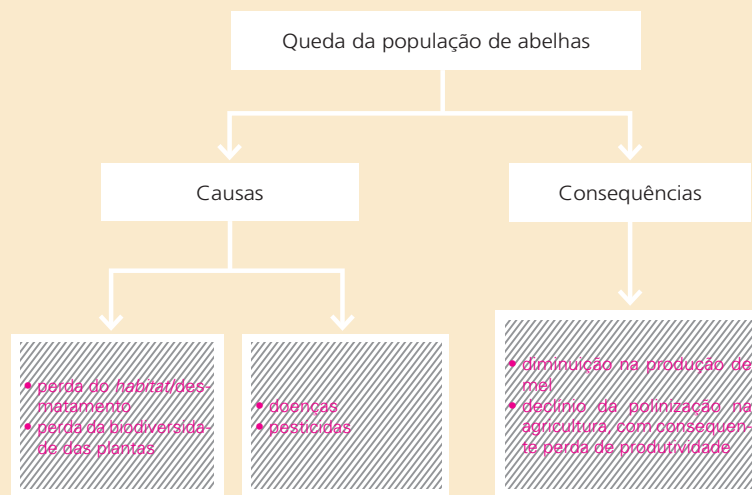 Queda da população de abelhas
Causas
Consequências
• perda do habitat/des-
matamento
• perda da biodiversida-
de das plantas
• doenças
• pesticidas
• diminuição na produção de
mel
• declínio da polinização na
agricultura, com consequen-
te perda de produtividade